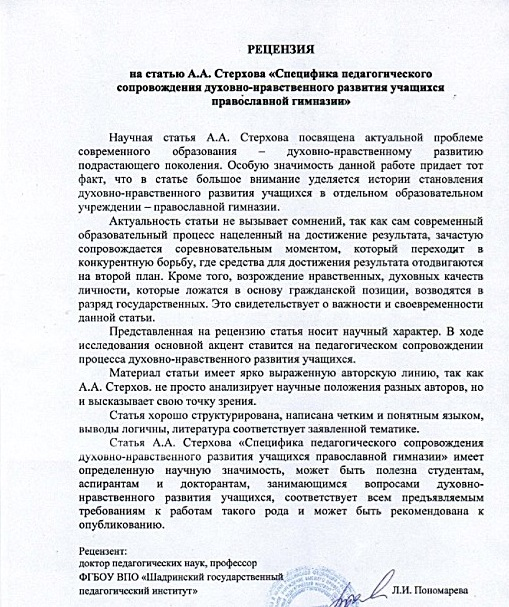 РЕЦЕНЗИЯ
на статью А.А. Стерхова «Специфика педагогического
сопровождения духовно-нравственного развития учащихся
православной гимназии»
Научная статья А.А. Стерхова посвящена актуальной проблеме
современного образования – духовно-нравственному развитию
подрастающего поколения. Особую значимость данной работе придает тот
факт, что в статье большое внимание уделяется истории становления
духовно-нравственного развития учащихся в отдельном образовательном
учреждении – православной гимназии.
Актуальность статьи не вызывает сомнений, так как сам современный
образовательный процесс нацеленный на достижение результата, зачастую
сопровождается соревновательным моментом, который переходит в
конкурентную борьбу, где средства для достижения результата отодвигаются
на второй план. Кроме того, возрождение нравственных, духовных качеств
личности, которые ложатся в основу гражданской позиции, возводятся в
разряд государственных. Это свидетельствует о важности и своевременности
данной статьи.
Представленная на рецензию статья носит научный характер. В ходе
исследования основной акцент ставится на педагогическом сопровождении
процесса духовно-нравственного развития учащихся.
Материал статьи имеет ярко выраженную авторскую линию, так как
А.А. Стерхов. не просто анализирует научные положения разных авторов, но
и высказывает свою точку зрения.
Статья хорошо структурирована, написана четким и понятным языком,
выводы логичны, литература соответствует заявленной тематике.
Статья А.А. Стерхова «Специфика педагогического сопровождения
духовно-нравственного развития учащихся православной гимназии» имеет
определенную научную значимость, может быть полезна студентам,
аспирантам и докторантам, занимающимся вопросами духовно-
нравственного развития учащихся, соответствует всем предъявляемым
требованиям к работам такого рода и может быть рекомендована к
опубликованию.
Рецензент:
доктор педагогических наук, профессор
ФГБОУ ВПО «Шадринский государственный
педагогический институт»
Л.И. Пономарева